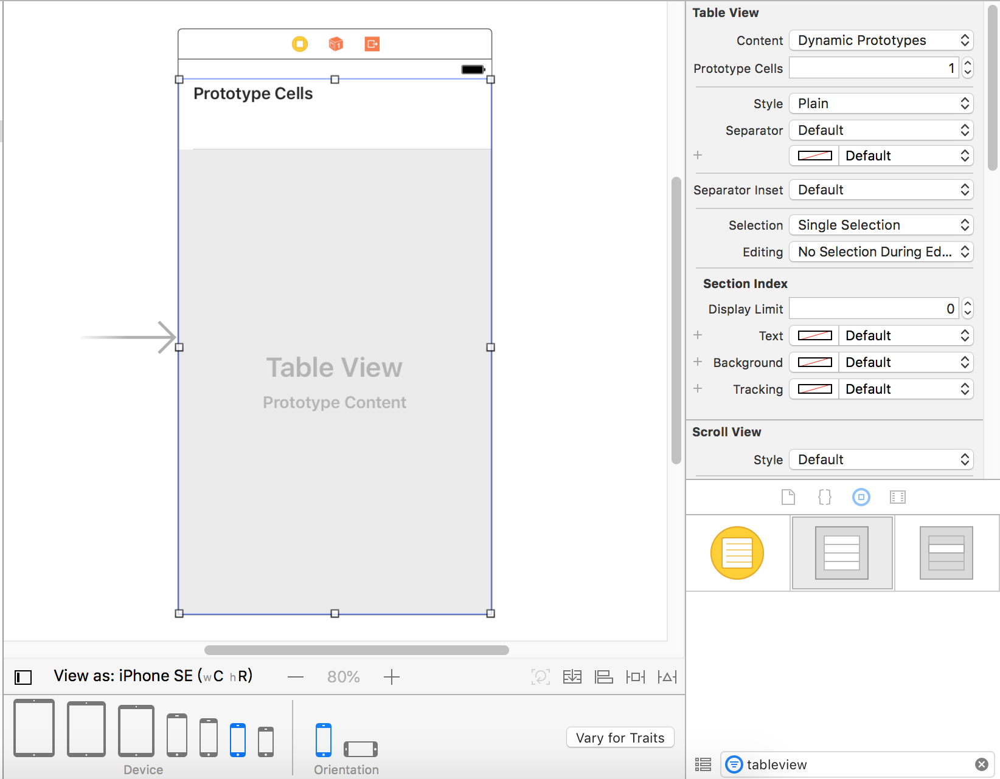 Prototype Cells
Table View
Prototype Content
View as: iPhone SE (wC hR)
80%
Device
Orientation
Vary for Traits
Table View
Content Dynamic Prototypes
Prototype Cells 1
Style Plain
Separator Default
Default
Separator Inset Default
Selection Single Selection
Editing No Selection During Ed...
Section Index
Display Limit 0
Text Default
Background Default
Tracking Default
Scroll View
Style Default
tableview